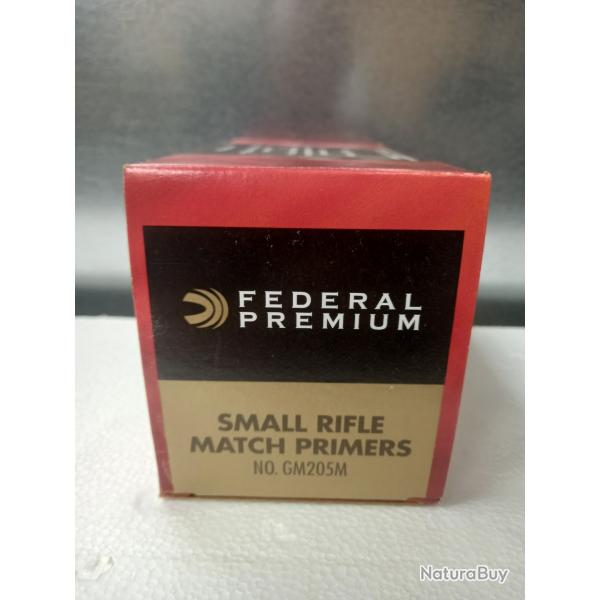 FEDERAL
PREMIUM
SMALL RIFLE
MATCH PRIMERS
NO. GM205M
NaturaBuy